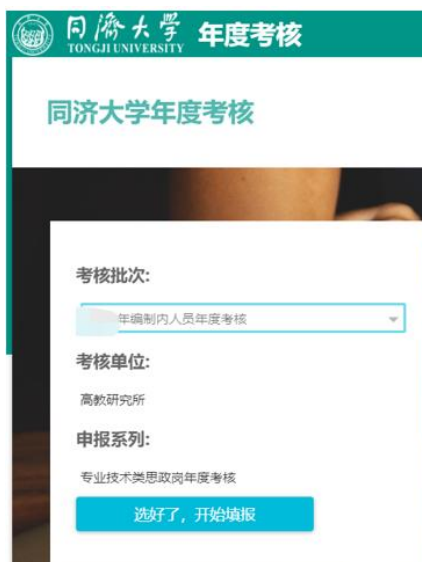 同濟大学 年度考核
TONGJI UNIVERSITY
同济大学年度考核
考核批次:
年编制内人员年度考核
考核单位:
高教研究所
申报系列:
专业技术类思政岗年度考核
选好了，开始填报